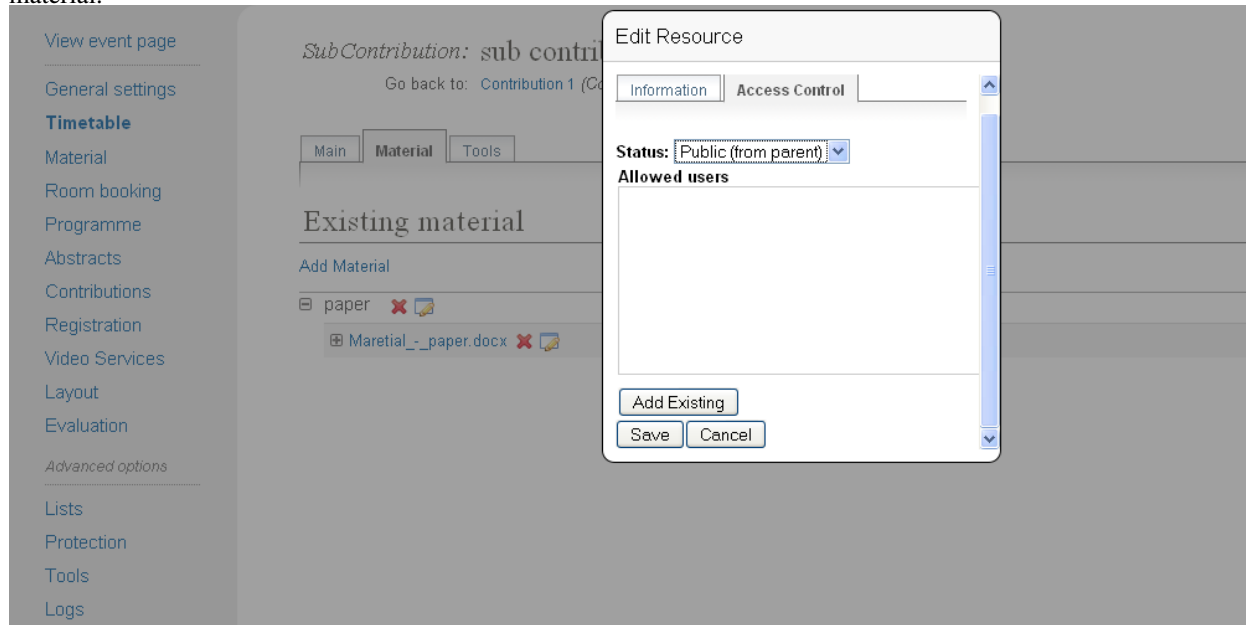 material.
View event page
General settings
Timetable
Material
Room booking
Programme
Abstracts
Contributions
Registration
Video Services
Layout
Evaluation
Advanced options
Lists
Protection
Tools
Logs
SubContribution: sub contri
Go back to: Contribution 1
Main Material Tools
Existing material
Add Material
paper
Maretial_-_paper.docx
Edit Resource
Information Access Control
Status: Public (from parent)
Allowed users
Add Existing
Save Cancel